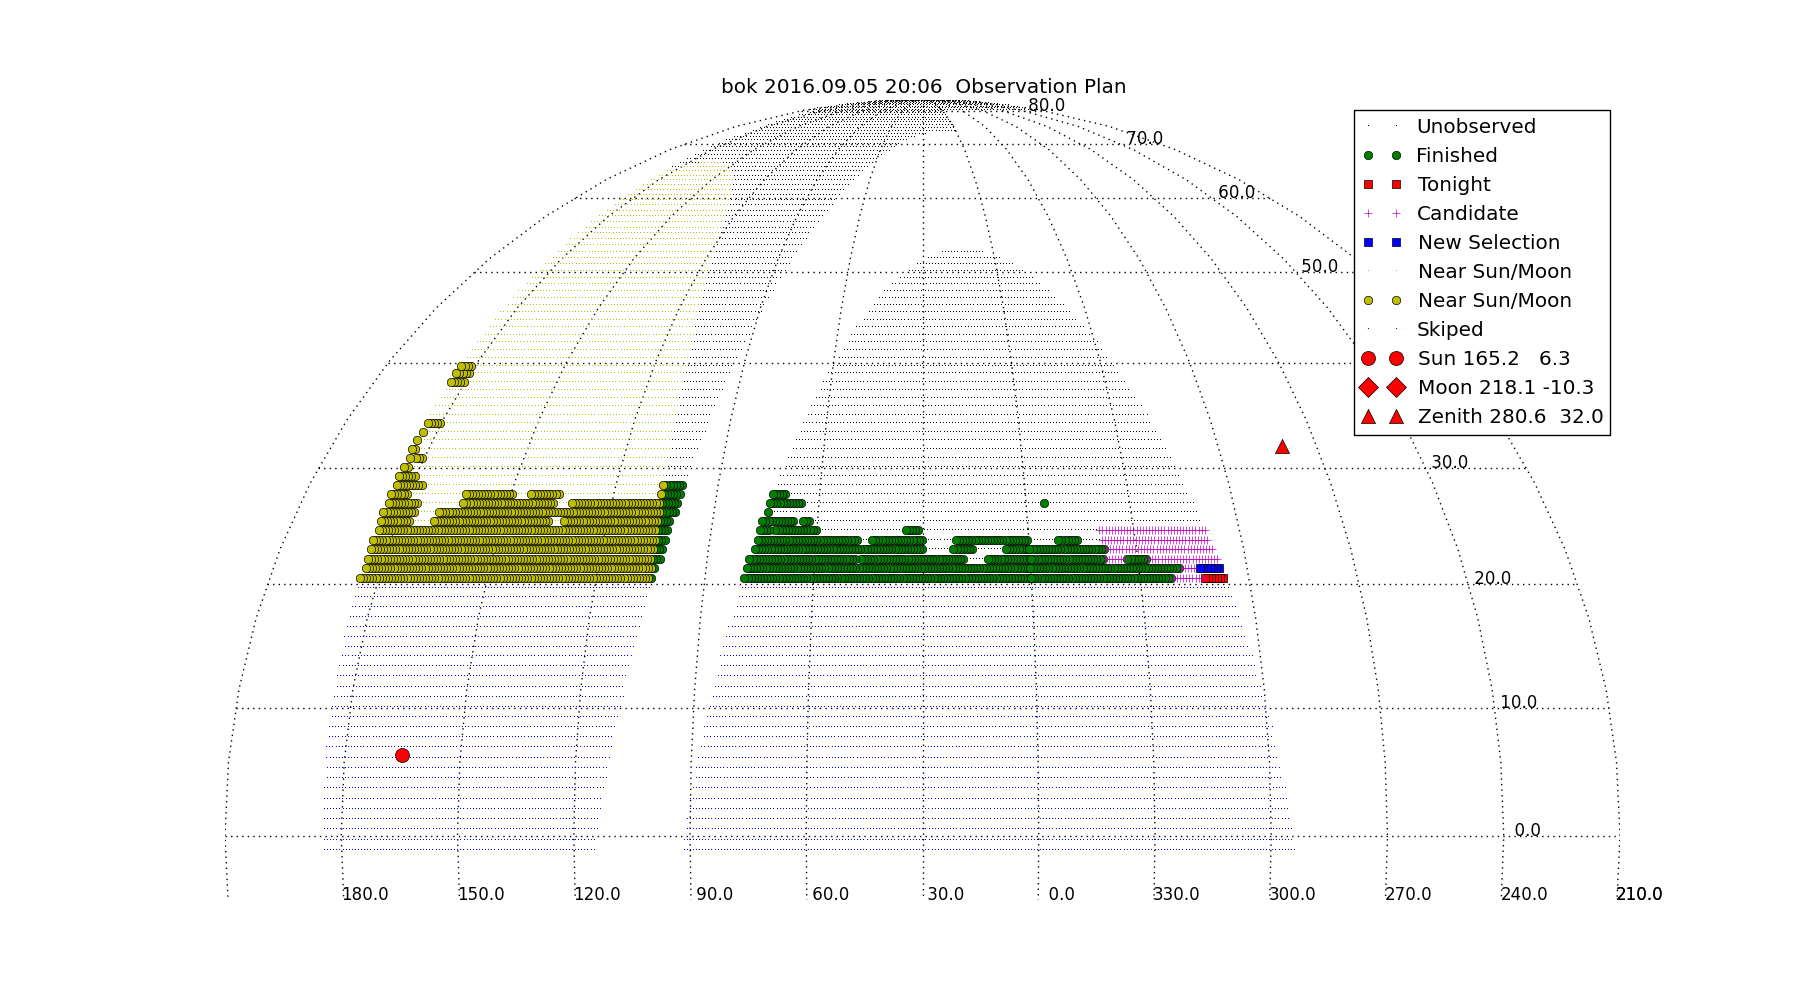 bok 2016.09.05 20:06  Observation Plan
80.0
70.0
60.0
50.0
30.0
20.0
10.0
0.0
Unobserved
Finished
Tonight
Candidate
New Selection
Near Sun/Moon
Near Sun/Moon
Skiped
Sun 165.2   6.3
Moon 218.1 -10.3
Zenith 280.6  32.0
180.0 150.0 120.0 90.0 60.0 30.0 0.0 330.0 300.0 270.0 240.0 210.0